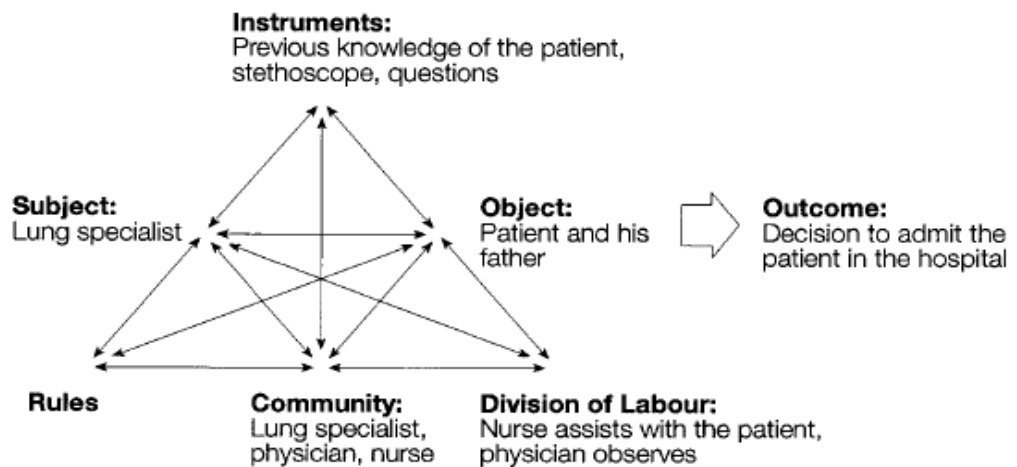 Instruments:
Previous knowledge of the patient,
stethoscope, questions
Subject:
Lung specialist
Object:
Patient and his
father
Outcome:
Decision to admit the
patient in the hospital
Rules
Community:
Lung specialist,
physician, nurse
Division of Labour:
Nurse assists with the patient,
physician observes